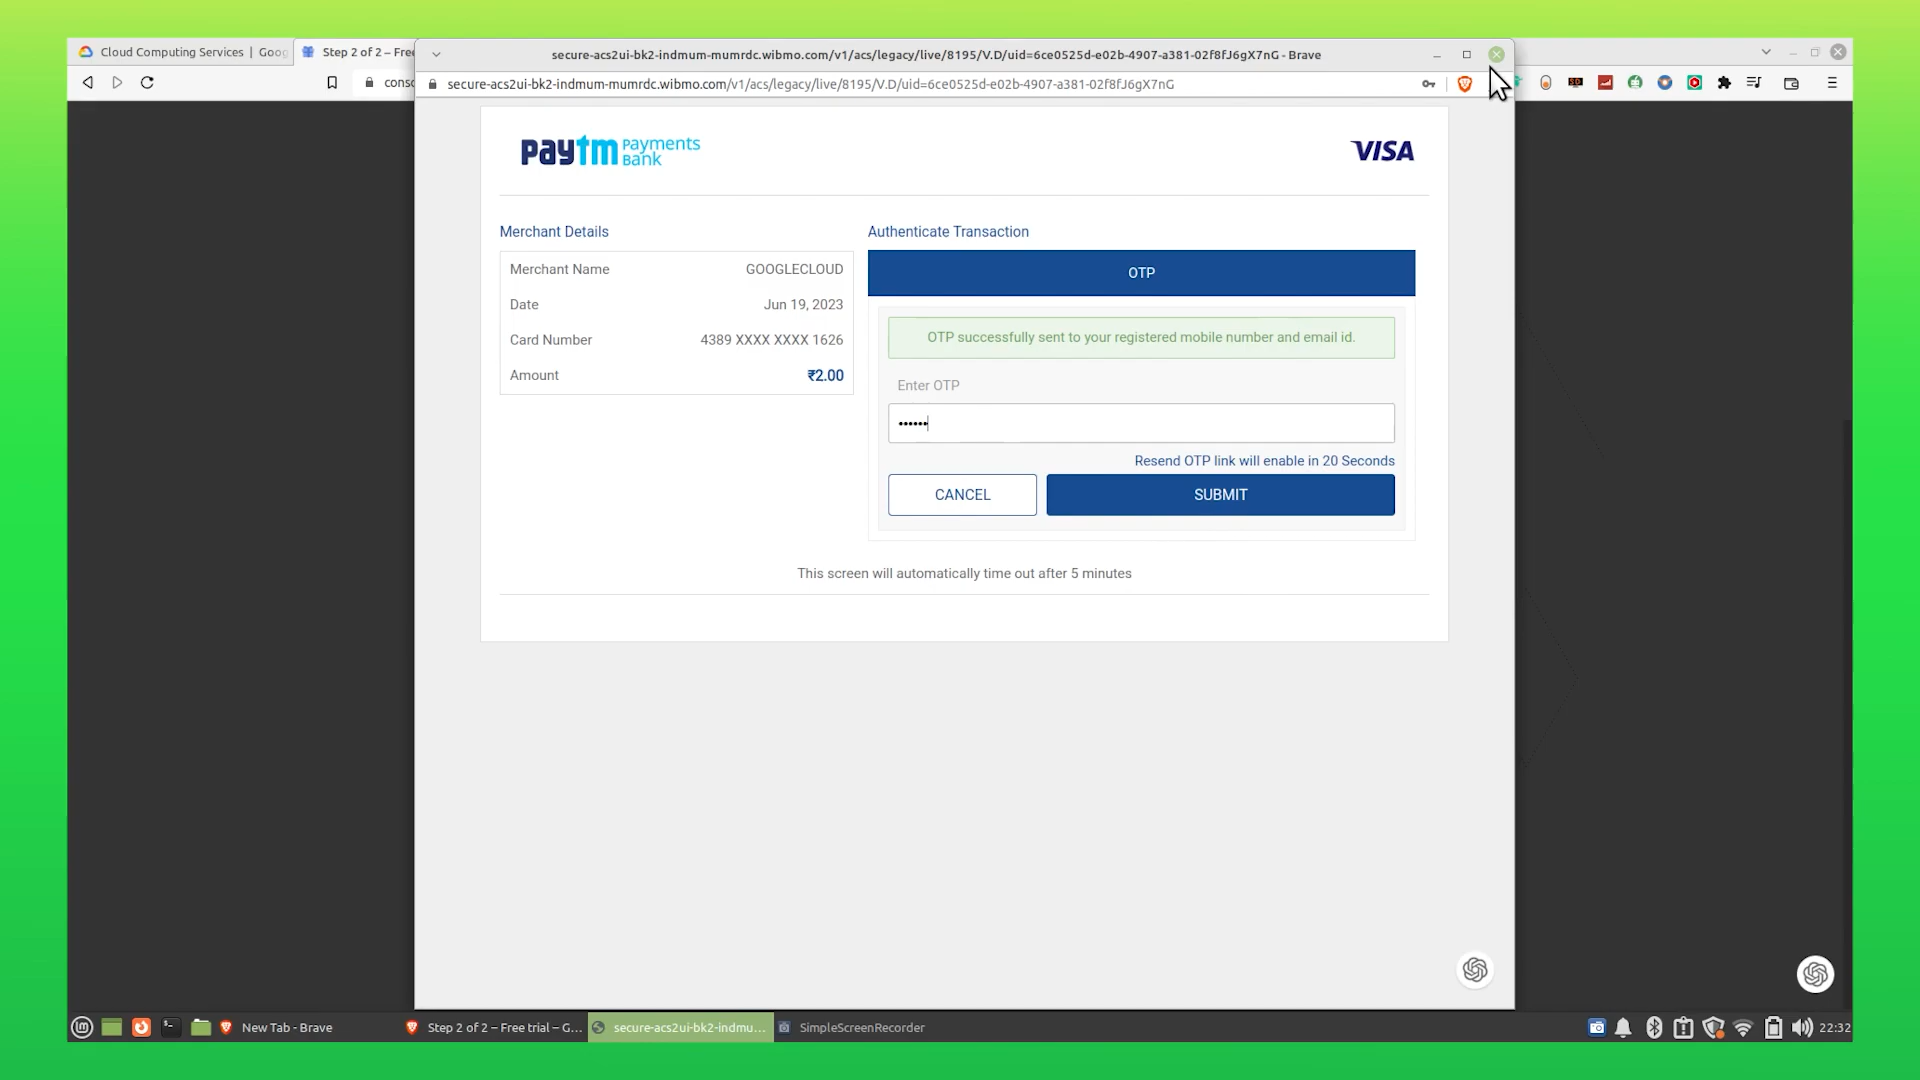 Cloud Computing Services | Goog
Step 2 of 2 – Free
secure-acs2ui-bk2-indmum-mumrdc.wibmo.com/v1/acs/legacy/live/8195/V.D/uid=6ce0525d-e02b-4907-a381-02f8fJ6gX7nG - Brave
conso
secure-acs2ui-bk2-indmum-mumrdc.wibmo.com/v1/acs/legacy/live/8195/V.D/uid=6ce0525d-e02b-4907-a381-02f8fJ6gX7nG
paytm Payments Bank
VISA
Merchant Details
Merchant Name GOOGLECLOUD
Date Jun 19, 2023
Card Number 4389 XXXX XXXX 1626
Amount ₹2.00
Authenticate Transaction
OTP
OTP successfully sent to your registered mobile number and email id.
Enter OTP
••••••
Resend OTP link will enable in 20 Seconds
CANCEL
SUBMIT
This screen will automatically time out after 5 minutes
New Tab - Brave
Step 2 of 2 – Free trial – G...
secure-acs2ui-bk2-indmu...
SimpleScreenRecorder
22:32